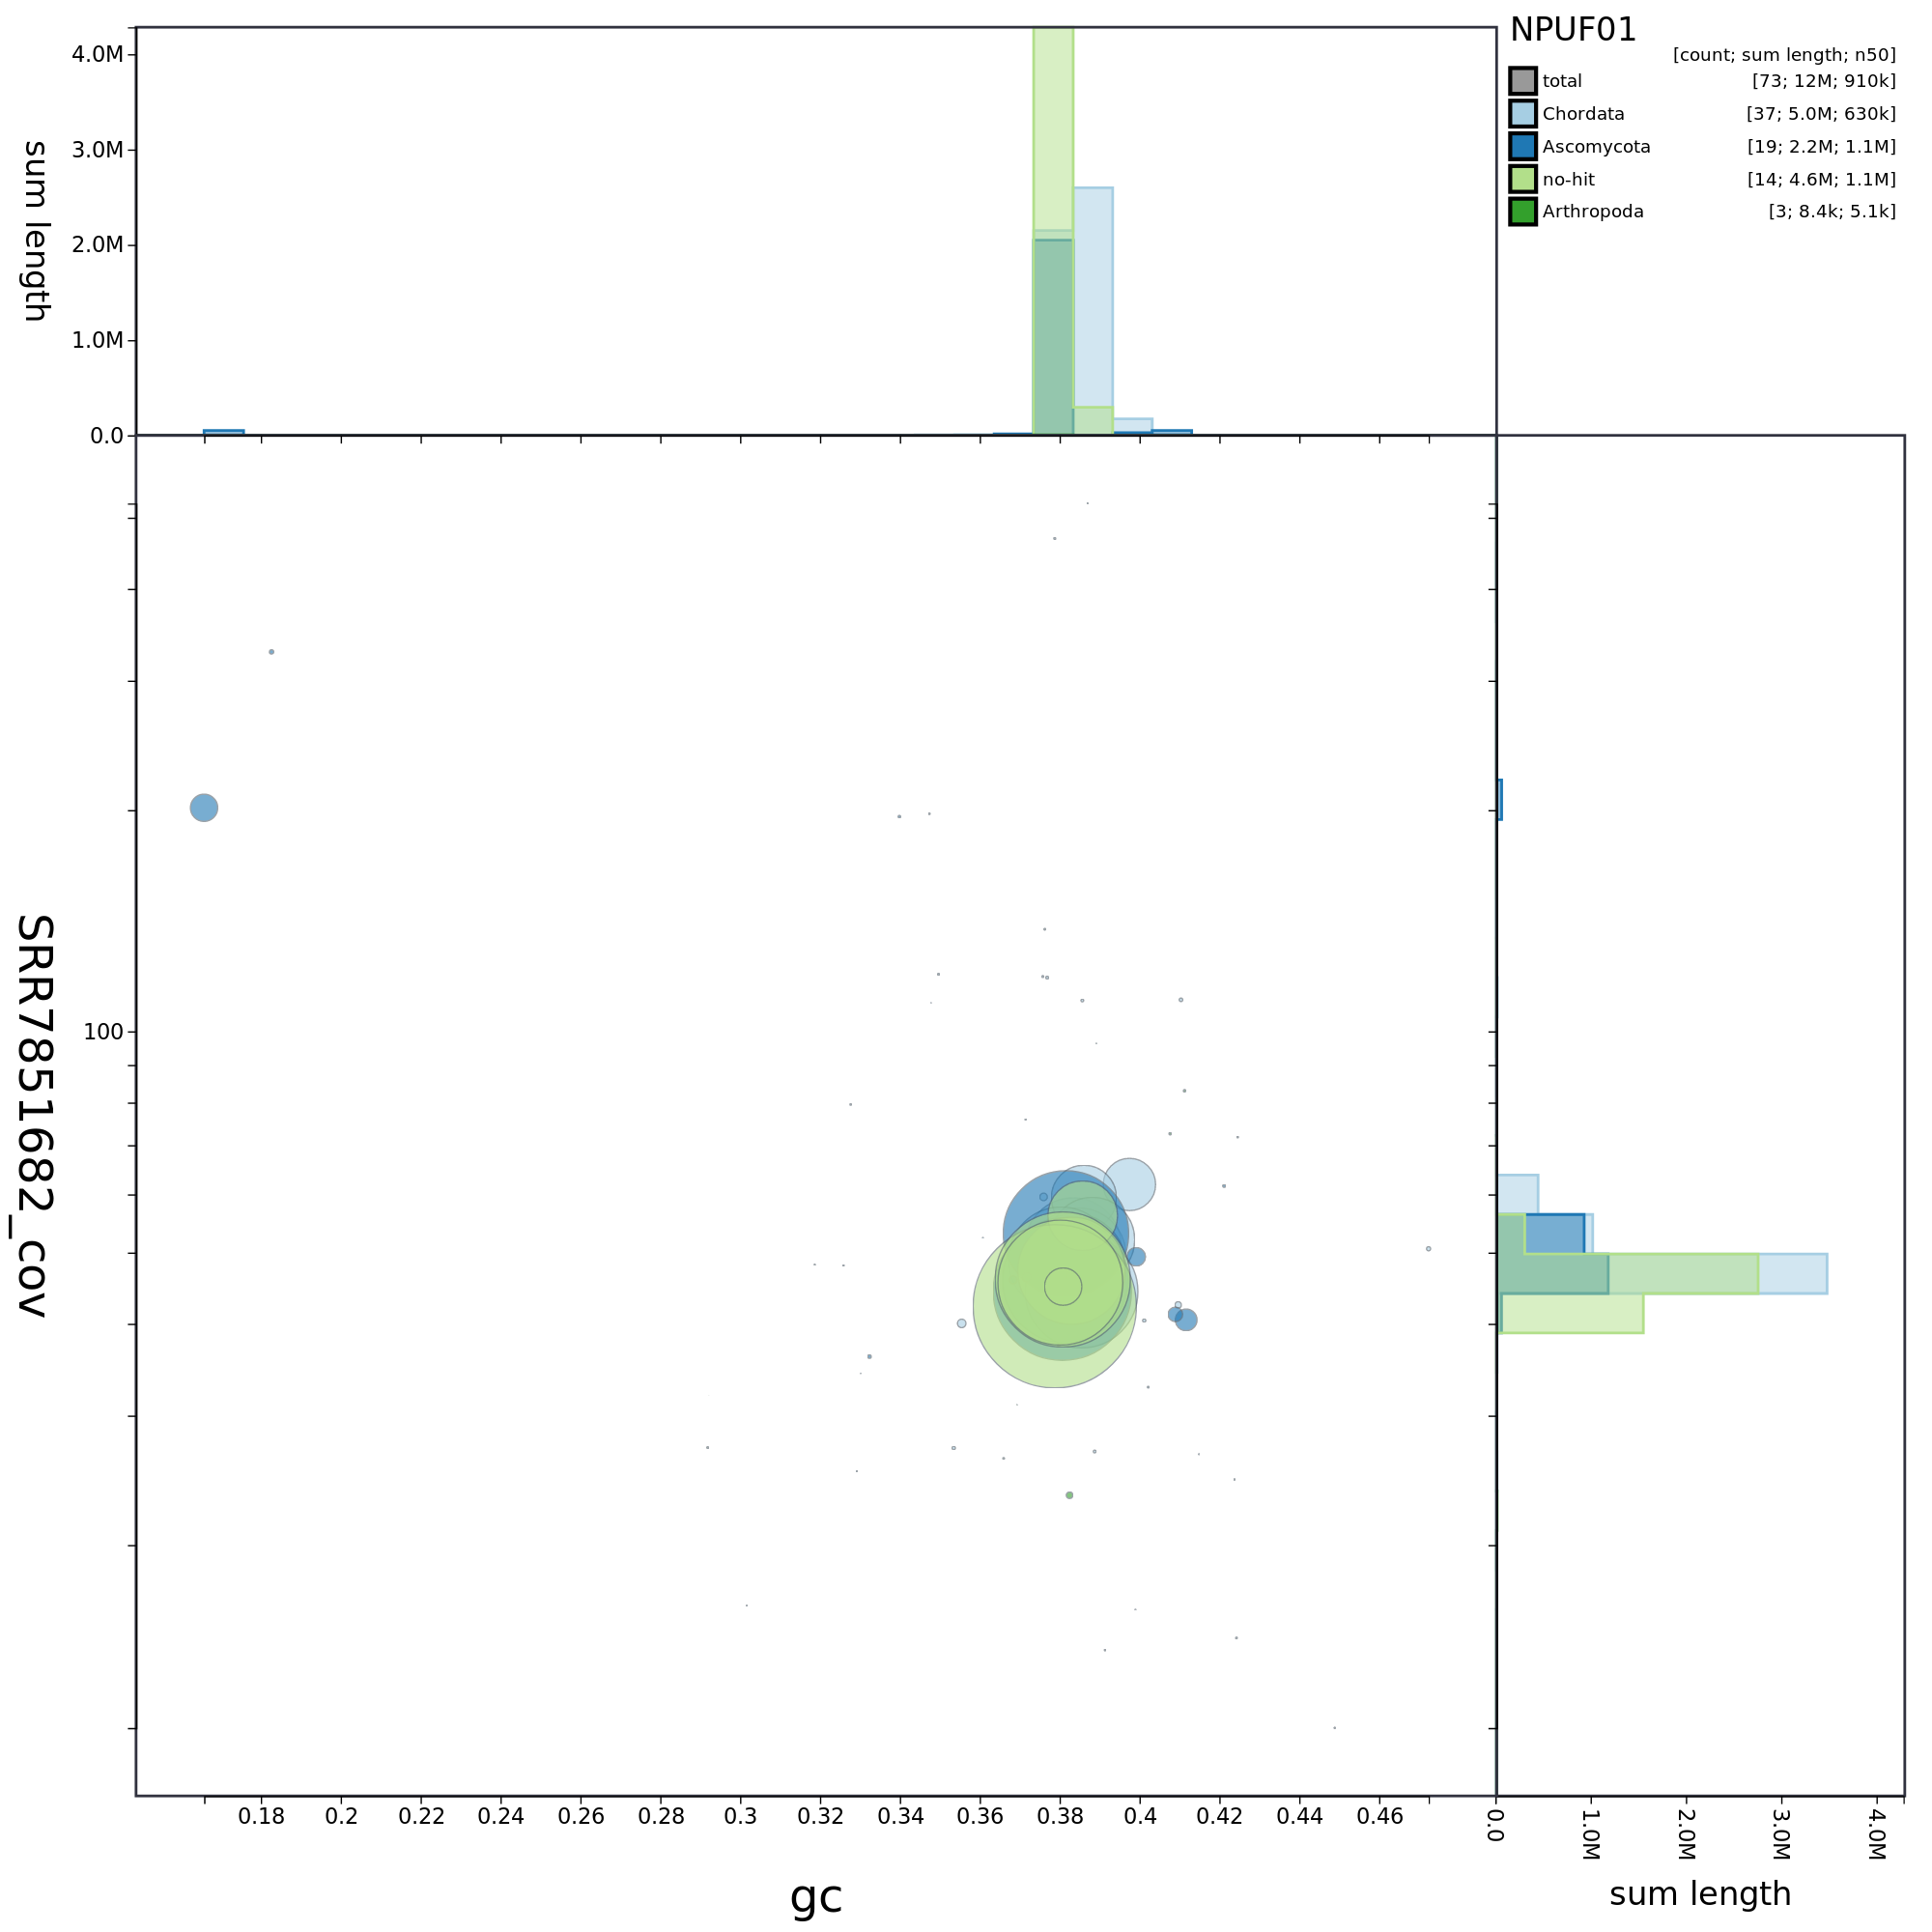 NPUF01
[count; sum length; n50]
total [73; 12M; 910k]
Chordata [37; 5.0M; 630k]
Ascomycota [19; 2.2M; 1.1M]
no-hit [14; 4.6M; 1.1M]
Arthropoda [3; 8.4k; 5.1k]
sum length
4.0M
3.0M
2.0M
1.0M
0.0
SRR7851682_cov
100
0.18 0.2 0.22 0.24 0.26 0.28 0.3 0.32 0.34 0.36 0.38 0.4 0.42 0.44 0.46
gc
0.0 1.0M 2.0M 3.0M 4.0M
sum length